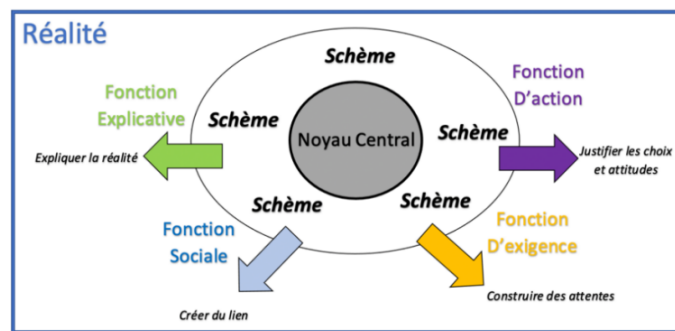 Réalité
Schème
Fonction
Explicative
Fonction
D'action
Schème
Noyau Central
Schème
Expliquer la réalité
Justifier les choix
et attitudes
Schème
Schème
Fonction
Sociale
Fonction
D'exigence
Créer du lien
Construire des attentes